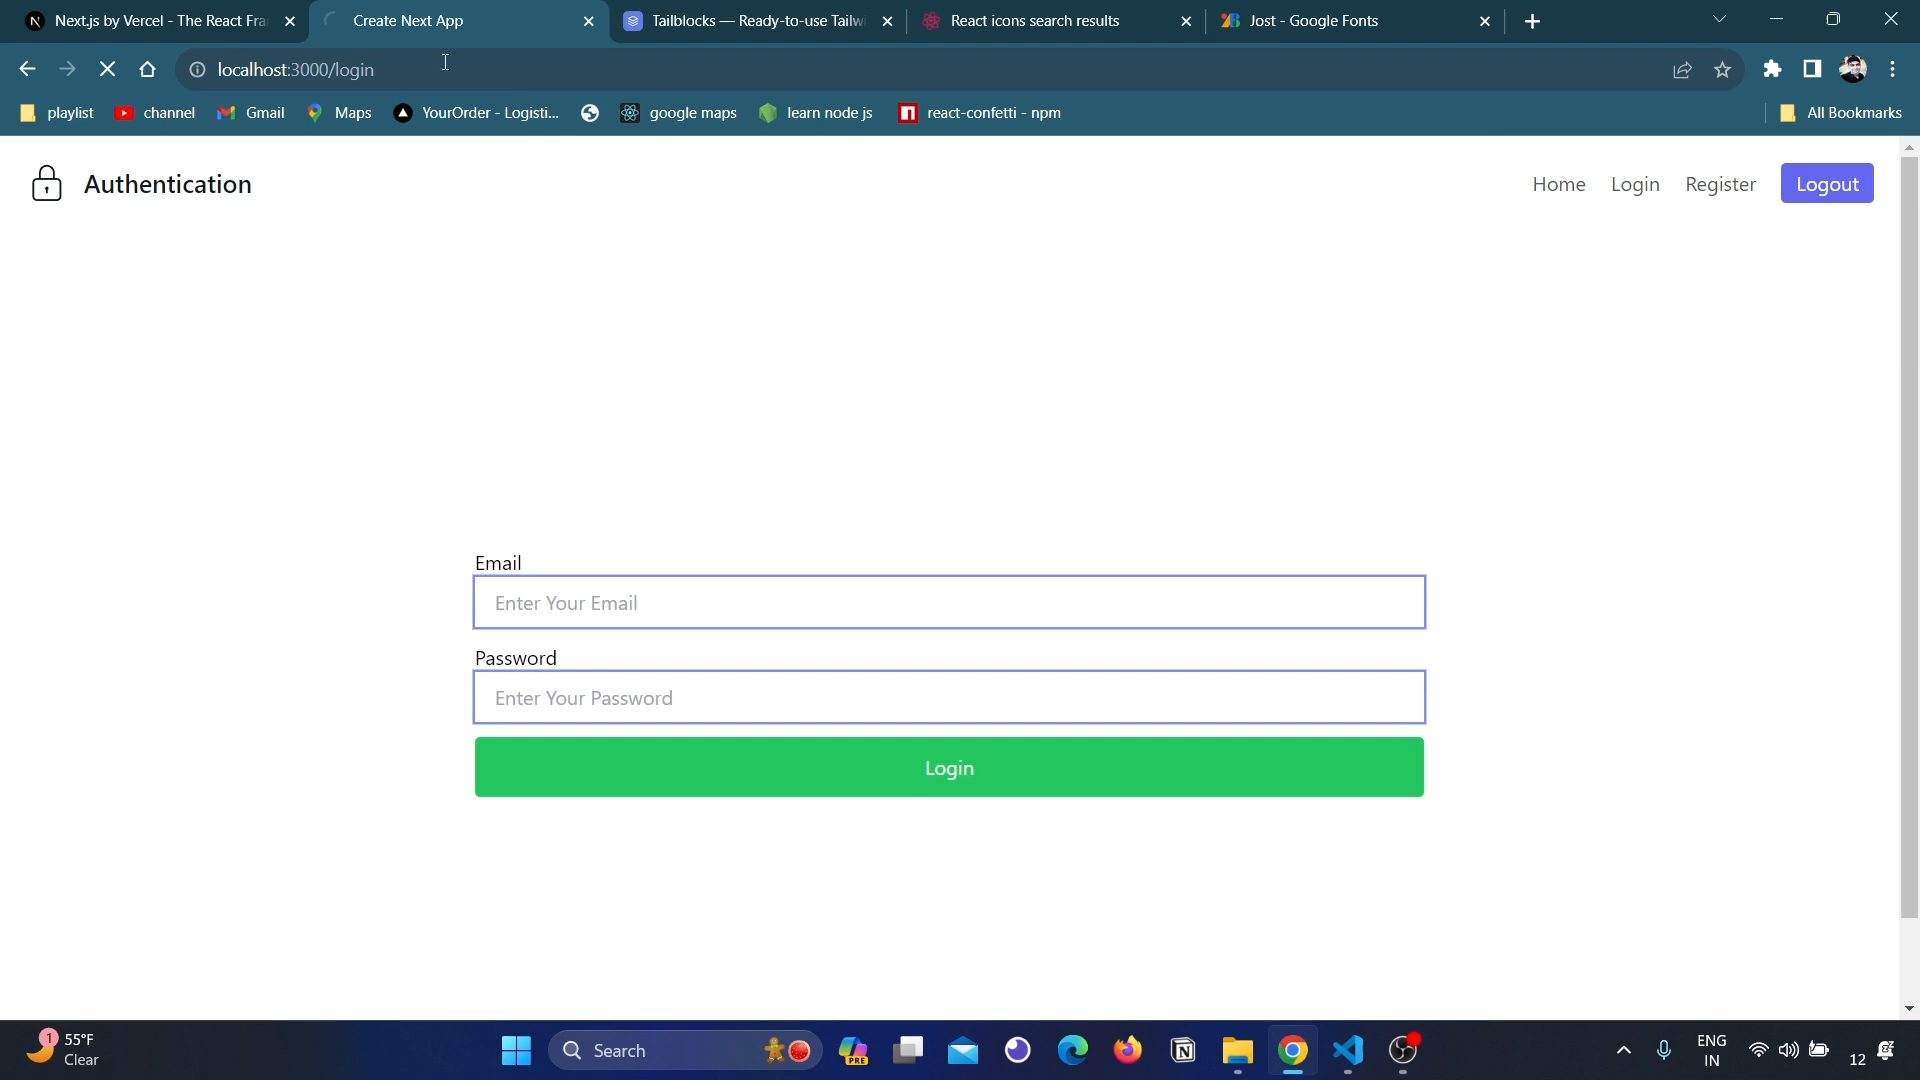 Next.js by Vercel - The React Fra
Create Next App
Tailblocks — Ready-to-use Tailwi
React icons search results
Jost - Google Fonts
localhost:3000/login
playlist
channel
Gmail
Maps
YourOrder - Logisti...
google maps
learn node js
react-confetti - npm
All Bookmarks
Authentication
Home
Login
Register
Logout
Email
Enter Your Email
Password
Enter Your Password
Login
1
55°F
Clear
Search
PRE
ENG
IN
12